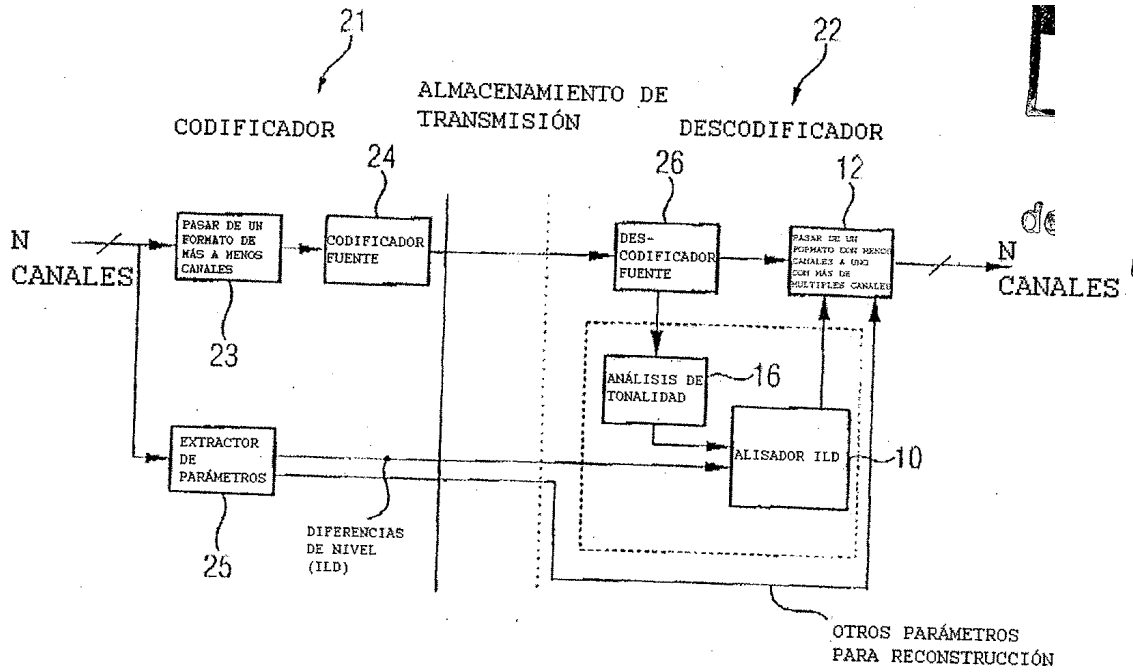 21
22
CODIFICADOR
ALMACENAMIENTO DE
TRANSMISIÓN
DESCODIFICADOR
24
26
12
de
N
CANALES
PASAR DE UN
FORMATO DE
MÁS A MENOS
CANALES
CODIFICADOR
FUENTE
DES-
CODIFICADOR
FUENTE
PASAR DE UN
FORMATO CON MENOS
CANALES A UNO
CON MÁS DE
MULTIPLES CANALES
N
CANALES
23
ANÁLISIS DE
TONALIDAD
16
EXTRACTOR
DE
PARÁMETROS
ALISADOR ILD
10
25
DIFERENCIAS
DE NIVEL
(ILD)
OTROS PARÁMETROS
PARA RECONSTRUCCIÓN